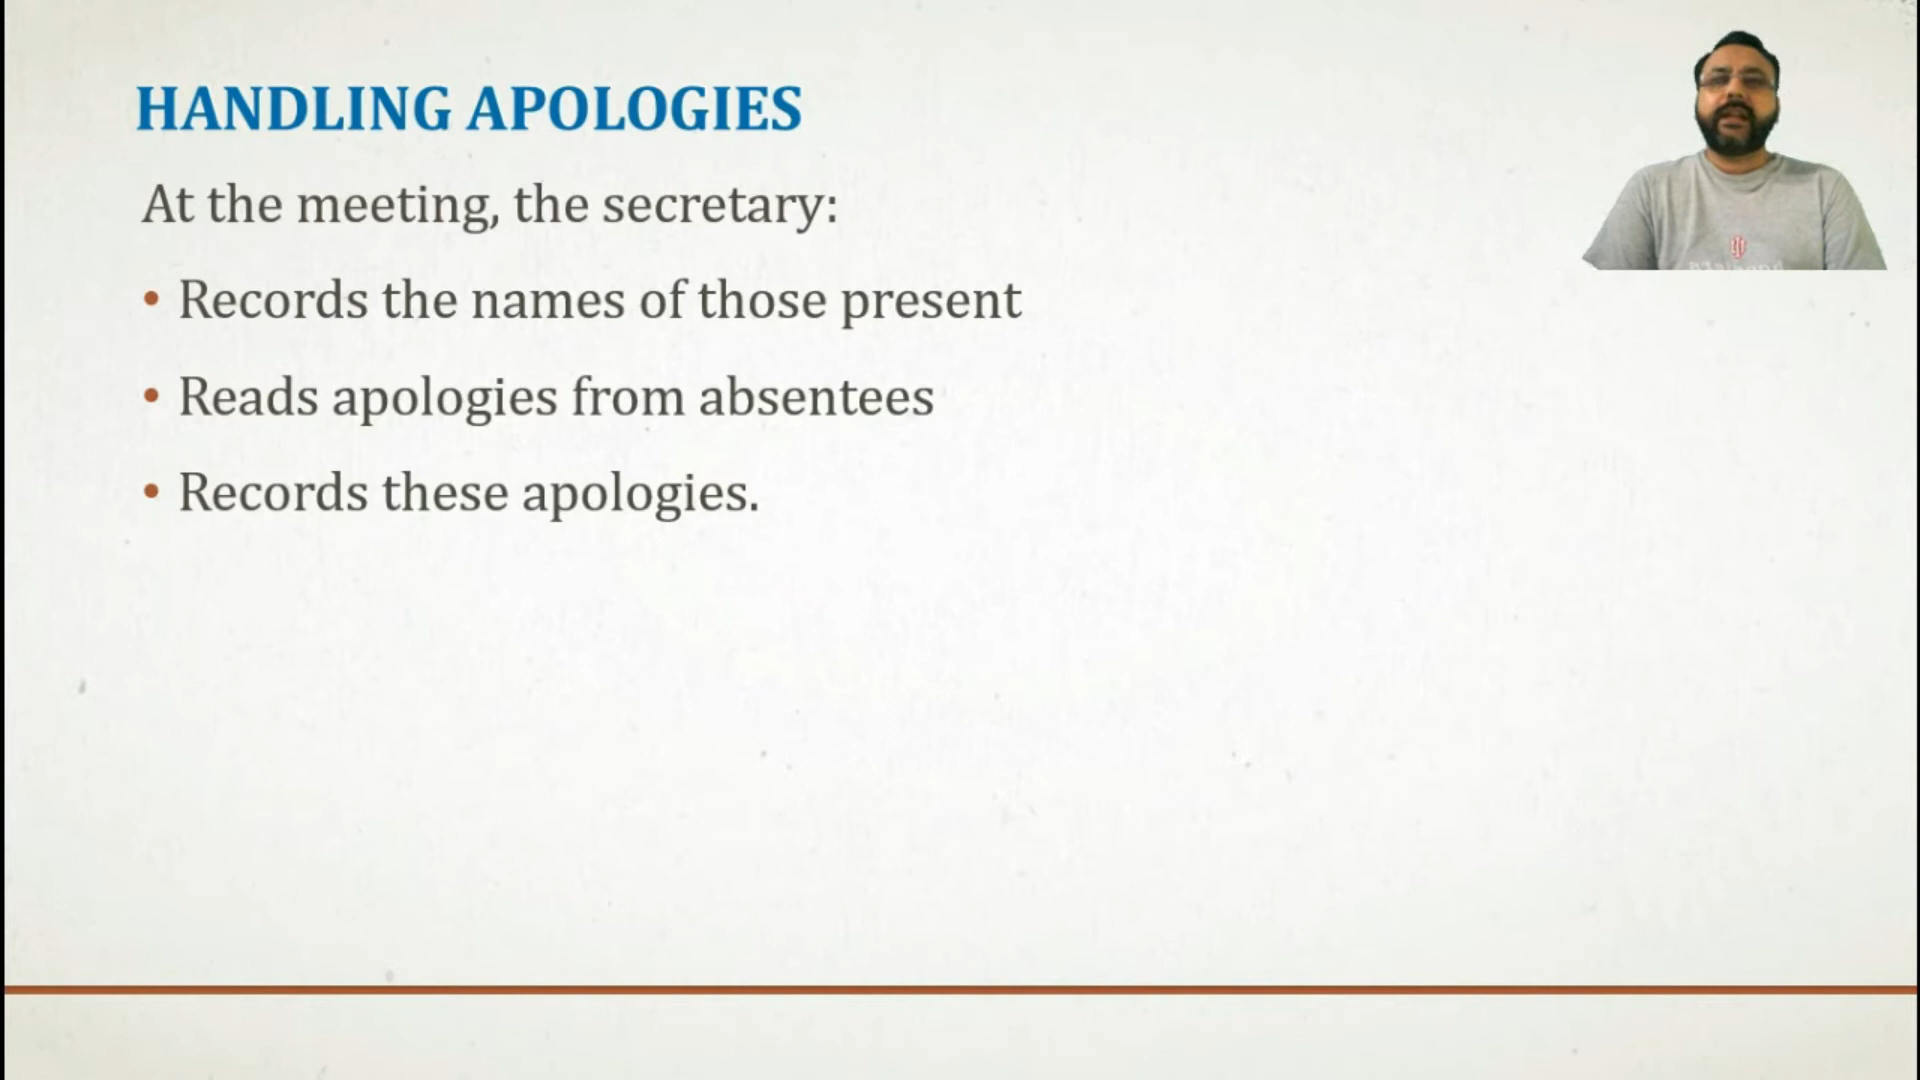 HANDLING APOLOGIES
At the meeting, the secretary:
• Records the names of those present
• Reads apologies from absentees
• Records these apologies.